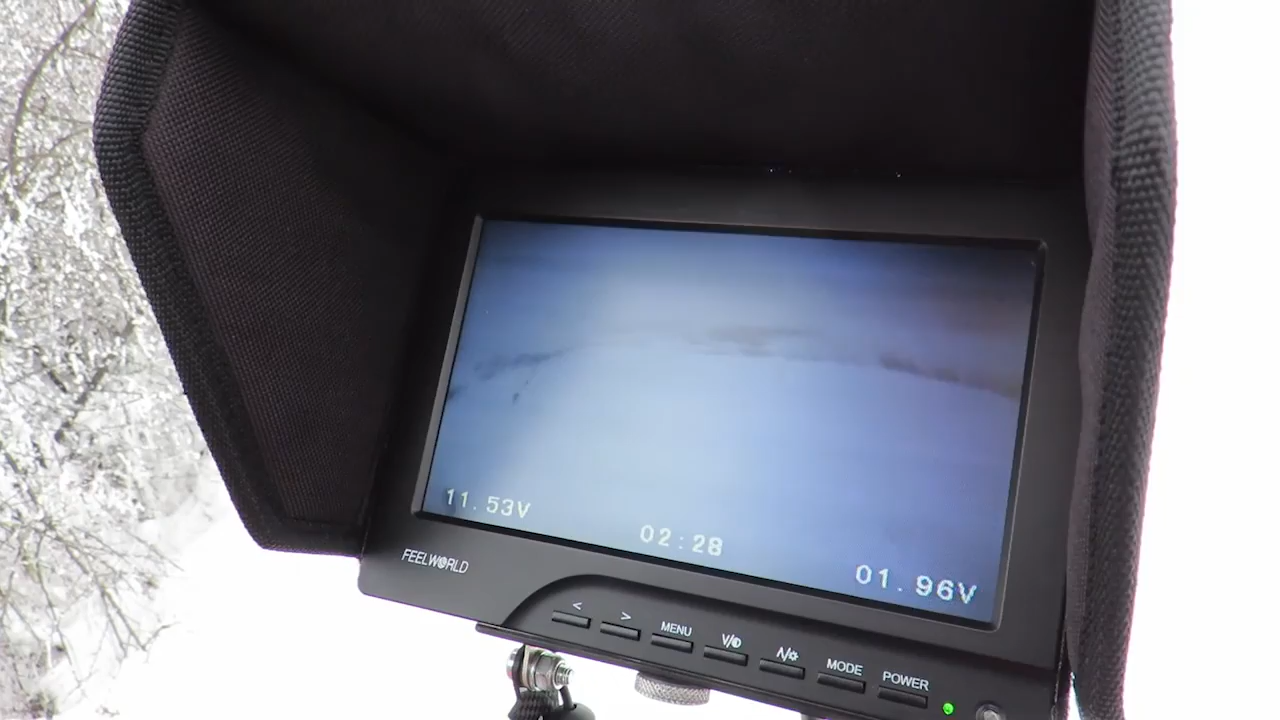 11.53V
02:28
01.96V
FEELWORLD
< > MENU V/◐ Λ/☼ MODE POWER